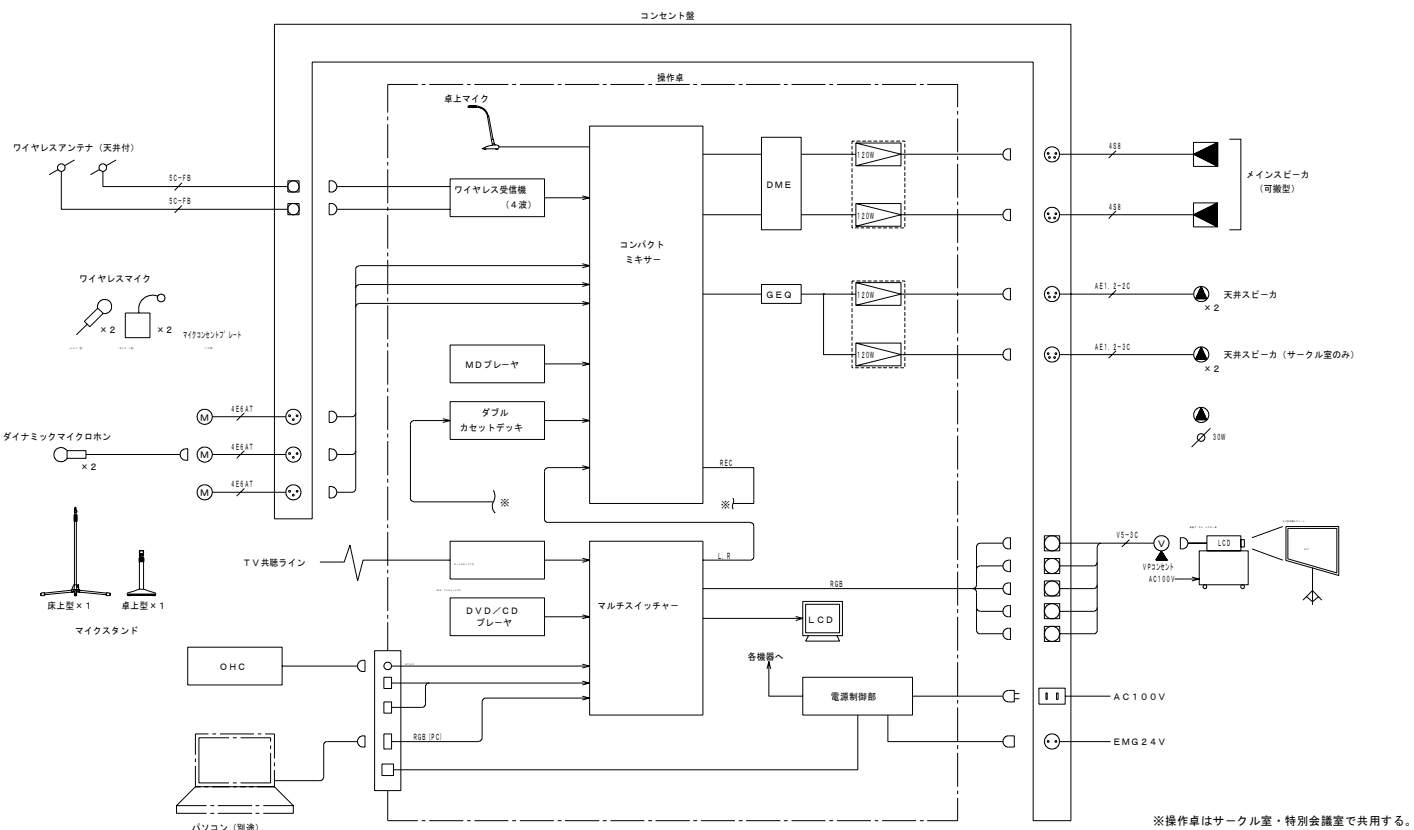 コンセント盤
操作卓
卓上マイク
ワイヤレスアンテナ（天井付）
5C-FB
5C-FB
ワイヤレス受信機
（４波）
コンパクト
ミキサー
DME
120W
120W
4S8
4S8
メインスピーカ
（可搬型）
ワイヤレスマイク
×２
×２
マイクコンセントプレート
GEQ
120W
120W
AE1.2-2C
天井スピーカ
×２
AE1.2-3C
天井スピーカ（サークル室のみ）
×２
30W
MDプレーヤ
ダブル
カセットデッキ
※
REC
※
M
4E6AT
ダイナミックマイクロホン
×２
M
4E6AT
M
4E6AT
床上型×１
卓上型×１
マイクスタンド
TV共聴ライン
L.R
RGB
マルチスイッチャー
DVD／CD
プレーヤ
LCD
V5-3C
V
VPコンセント
AC100V
LCD
OHC
RGB(PC)
パソコン（別途）
各機器へ
電源制御部
AC100V
EMG24V
※操作卓はサークル室・特別会議室で共用する。